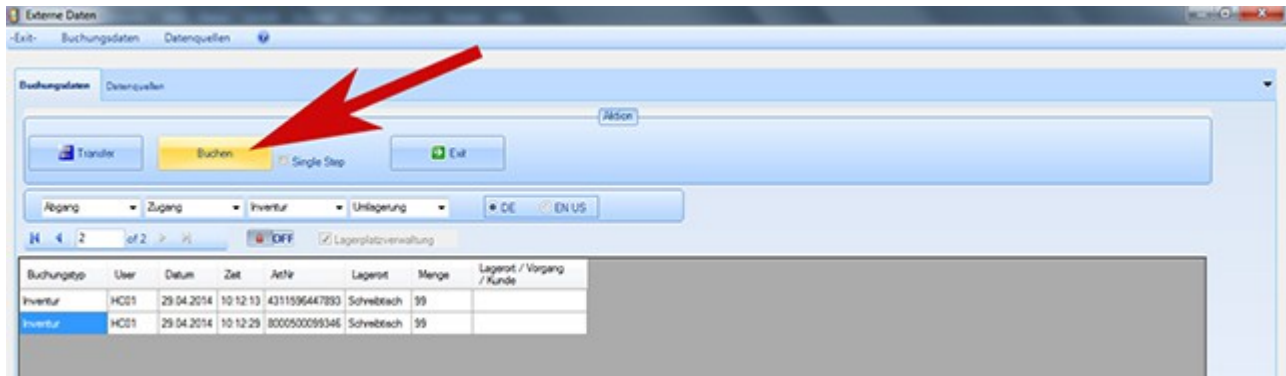 Externe Daten
-Exit- Buchungsdaten Datenquellen
Buchungsdaten Datenquellen
Aktion
Transfer Buchen Single Step Exit
Abgang Zugang Inventur Umlagerung DE EN US
2 of 2 OFF Lagerplatzverwaltung
Buchungstyp User Datum Zeit ArtNr Lagerort Menge Lagerort / Vorgang
/ Kunde
Inventur HC01 29.04.2014 10:12:13 4311596447893 Schreibtisch 99
Inventur HC01 29.04.2014 10:12:29 8000500099346 Schreibtisch 99